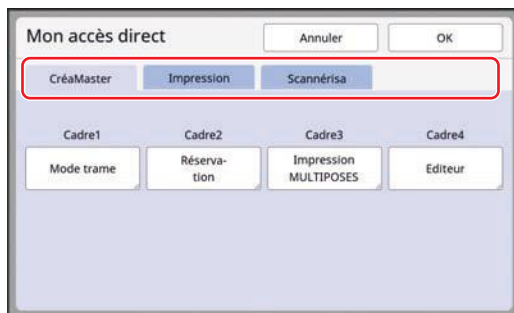 Mon accès direct
Annuler
OK
CréaMaster
Impression
Scannérisa
Cadre1
Cadre2
Cadre3
Cadre4
Mode trame
Réserva-
tion
Impression
MULTIPOSES
Editeur